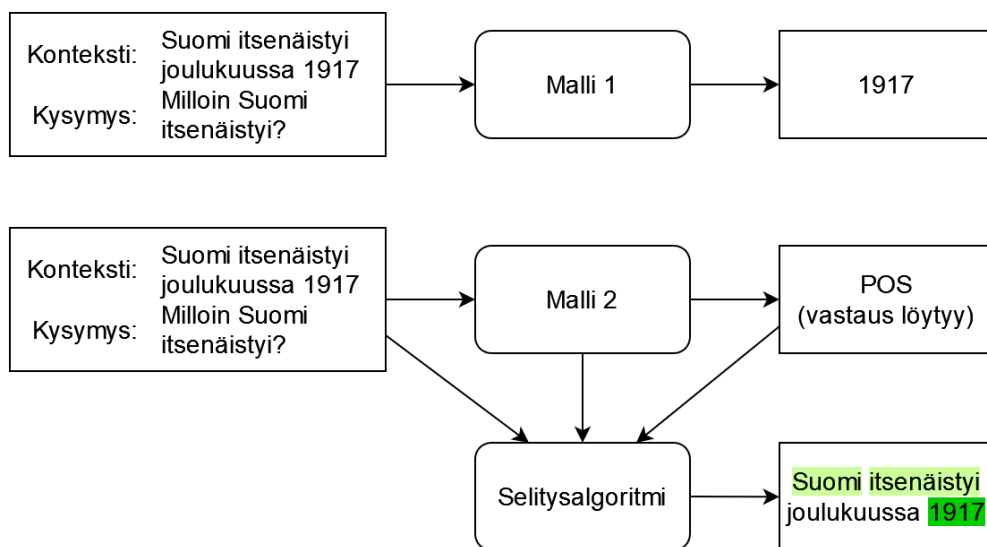 Konteksti: Suomi itsenäistyi
joulukuussa 1917
Kysymys: Milloin Suomi
itsenäistyi?
Malli 1
1917
Konteksti: Suomi itsenäistyi
joulukuussa 1917
Kysymys: Milloin Suomi
itsenäistyi?
Malli 2
POS
(vastaus löytyy)
Selitysalgoritmi
Suomi itsenäistyi
joulukuussa 1917